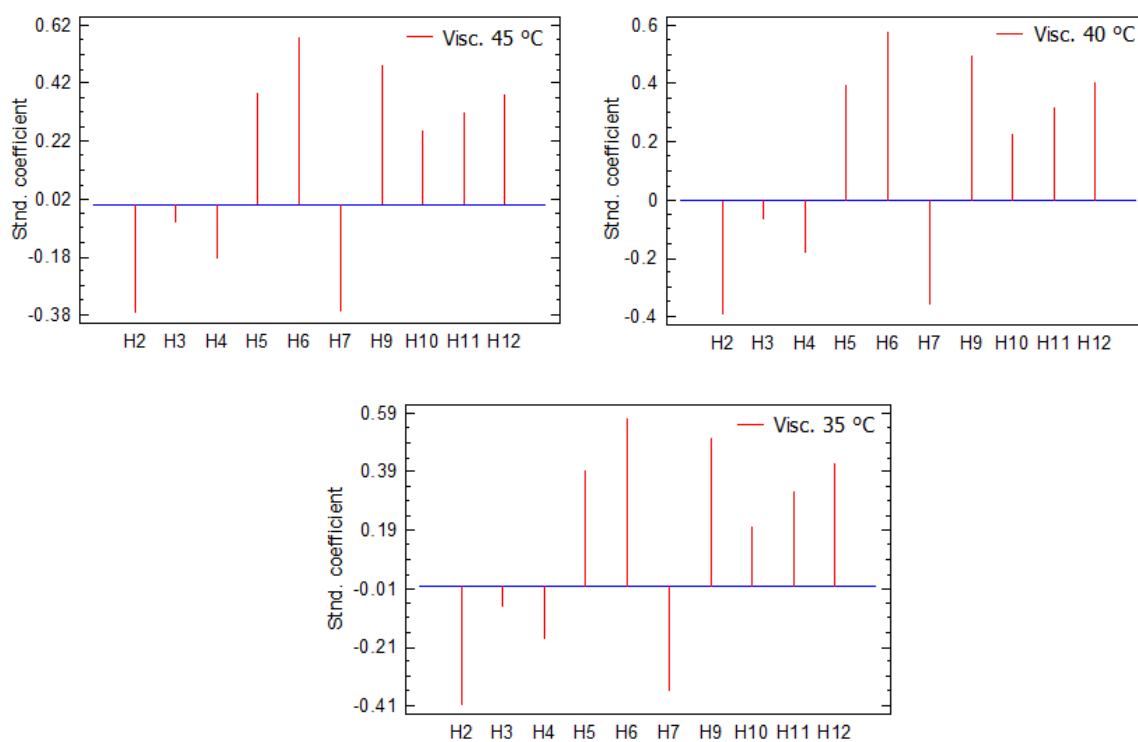 Visc. 45 ºC
Stnd. coefficient
0.62
0.42
0.22
0.02
-0.18
-0.38
H2 H3 H4 H5 H6 H7 H9 H10 H11 H12
Visc. 40 ºC
Stnd. coefficient
0.6
0.4
0.2
0
-0.2
-0.4
H2 H3 H4 H5 H6 H7 H9 H10 H11 H12
Visc. 35 ºC
Stnd. coefficient
0.59
0.39
0.19
-0.01
-0.21
-0.41
H2 H3 H4 H5 H6 H7 H9 H10 H11 H12